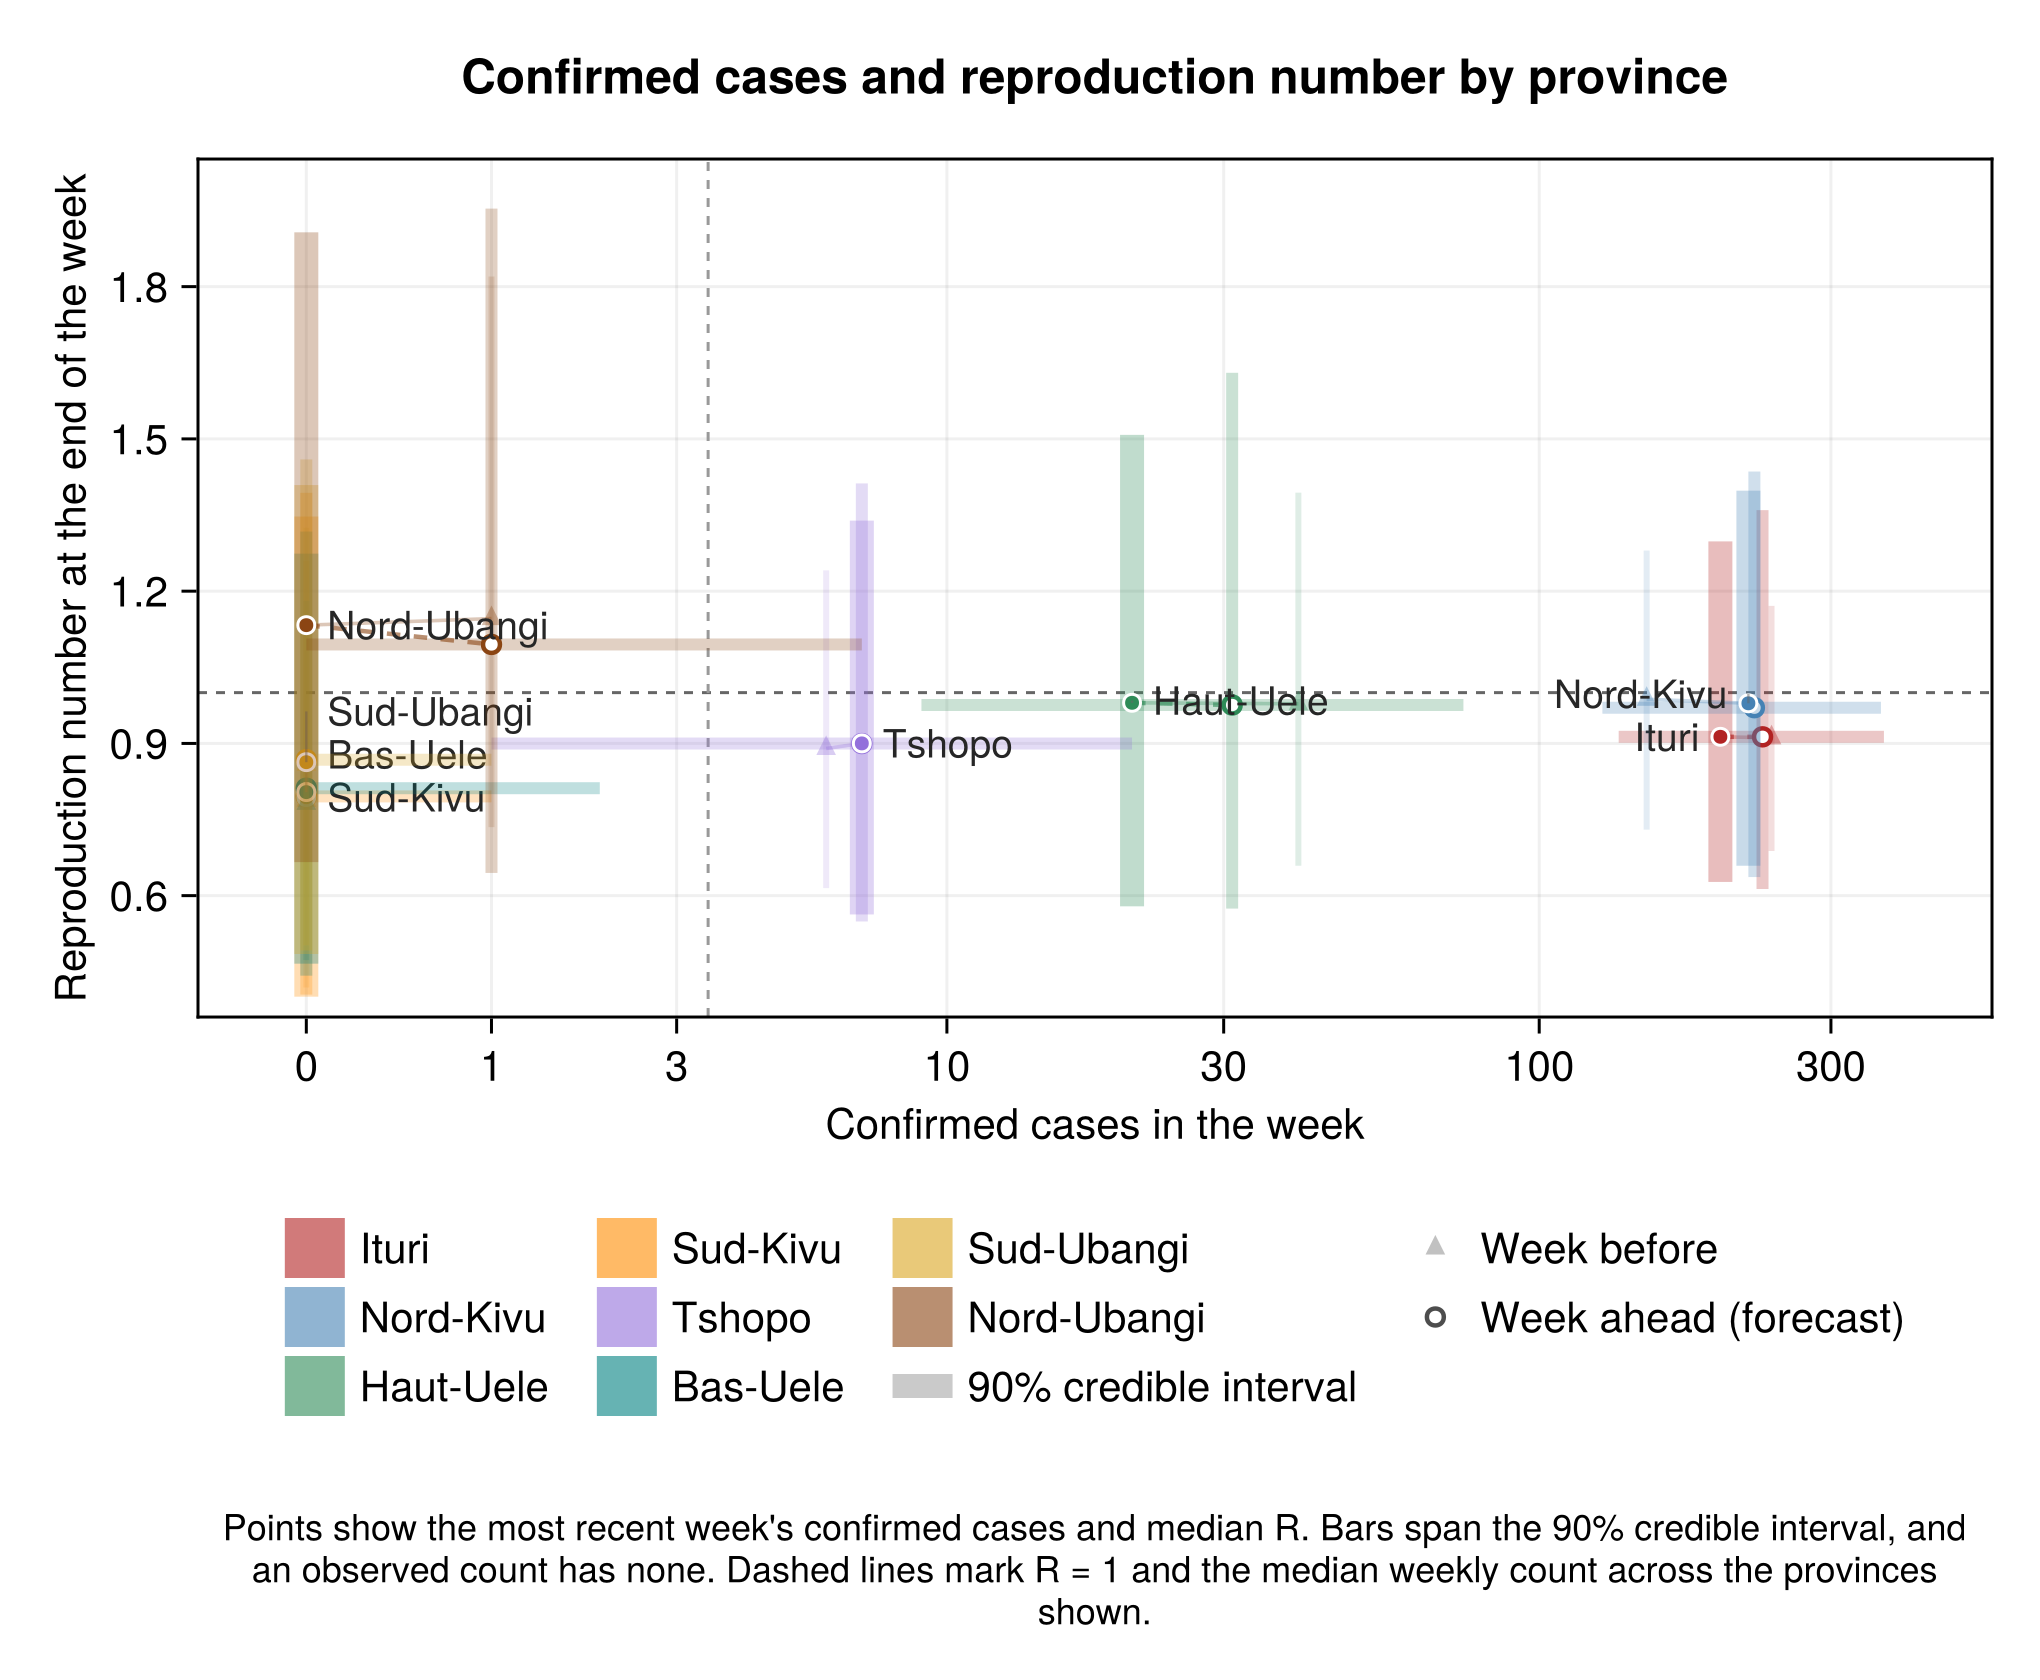 Confirmed cases and reproduction number by province
Reproduction number at the end of the week
1.8
1.5
1.2
0.9
0.6
Nord-Ubangi
Sud-Ubangi
Bas-Uele
Sud-Kivu
Tshopo
Haut-Uele
Nord-Kivu
Ituri
0 1 3 10 30 100 300
Confirmed cases in the week
Ituri Sud-Kivu Sud-Ubangi Week before
Nord-Kivu Tshopo Nord-Ubangi Week ahead (forecast)
Haut-Uele Bas-Uele 90% credible interval
Points show the most recent week's confirmed cases and median R. Bars span the 90% credible interval, and
an observed count has none. Dashed lines mark R = 1 and the median weekly count across the provinces
shown.